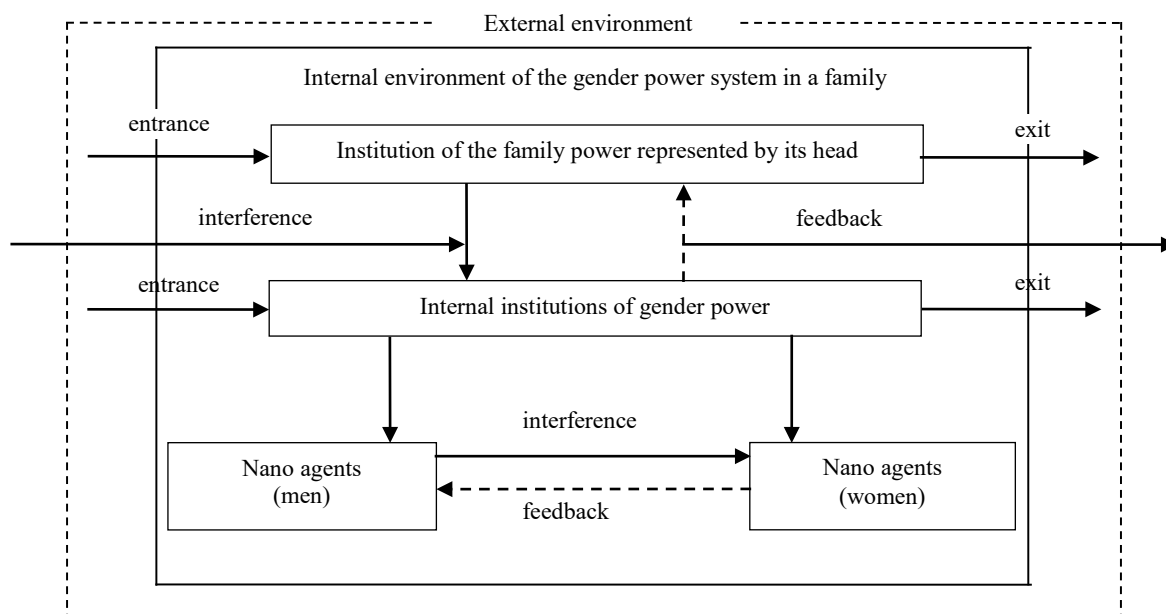 External environment
Internal environment of the gender power system in a family
entrance
exit
Institution of the family power represented by its head
interference
feedback
entrance
exit
Internal institutions of gender power
interference
Nano agents
(men)
Nano agents
(women)
feedback